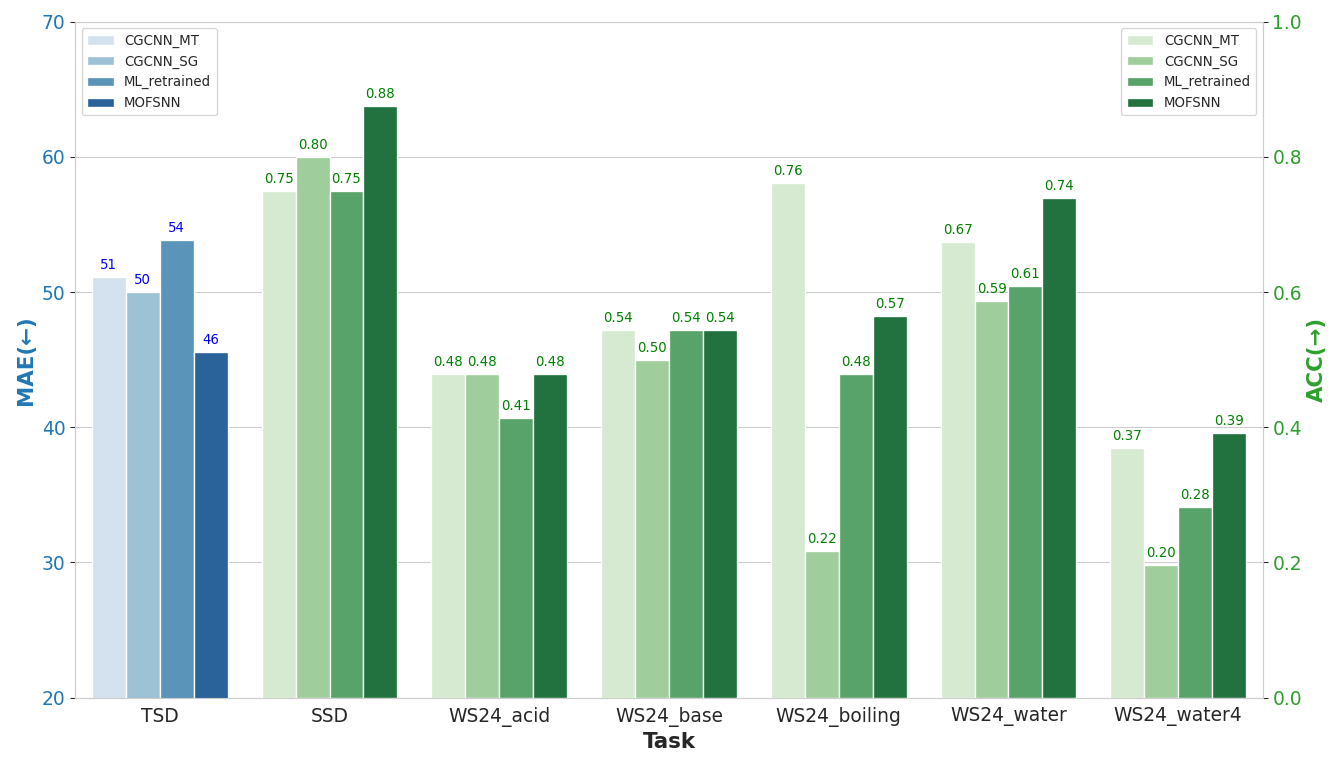 MAE(←)
70
60
50
40
30
20
CGCNN_MT
CGCNN_SG
ML_retrained
MOFSNN
CGCNN_MT
CGCNN_SG
ML_retrained
MOFSNN
51
50
54
46
0.75
0.80
0.75
0.88
0.48
0.48
0.41
0.48
0.54
0.50
0.54
0.54
0.76
0.22
0.48
0.57
0.67
0.59
0.61
0.74
0.37
0.20
0.28
0.39
1.0
0.8
0.6
0.4
0.2
0.0
ACC(→)
TSD
SSD
WS24_acid
WS24_base
WS24_boiling
WS24_water
WS24_water4
Task